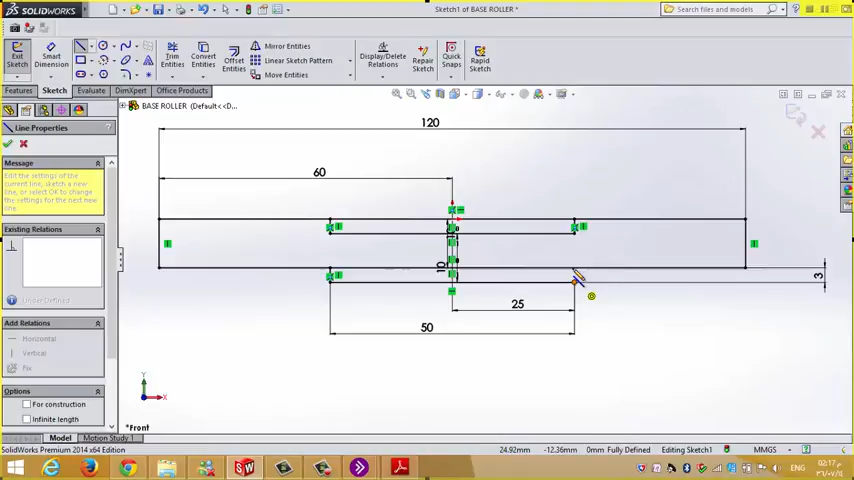 SOLIDWORKS
Sketch1 of BASE ROLLER *
Search files and models
Exit Sketch
Smart Dimension
Trim Entities
Convert Entities
Offset Entities
Mirror Entities
Linear Sketch Pattern
Move Entities
Display/Delete Relations
Repair Sketch
Quick Snaps
Rapid Sketch
Features
Sketch
Evaluate
DimXpert
Office Products
BASE ROLLER (Default<<D...
Line Properties
Message
Edit the settings of the current line, sketch a new line, or select OK to change the settings for the next new line.
Existing Relations
Under Defined
Add Relations
Horizontal
Vertical
Fix
Options
For construction
Infinite length
120
60
10
3
25
50
Y
X
*Front
Model
Motion Study 1
SolidWorks Premium 2014 x64 Edition
24.92mm
-12.36mm
0mm
Fully Defined
Editing Sketch1
MMGS
ENG
02:17 م